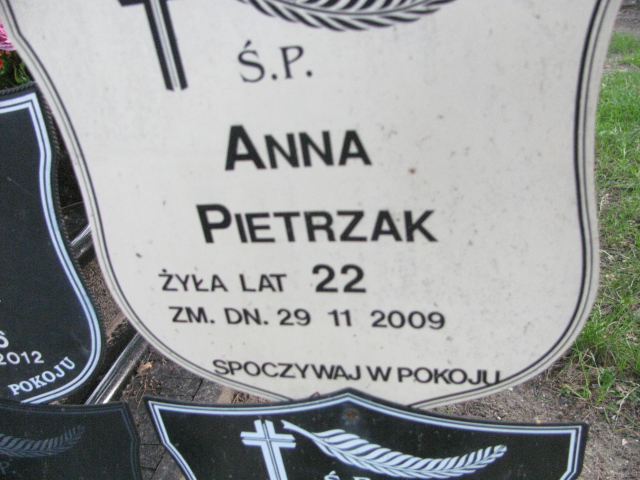 Ś.P.
ANNA
PIETRZAK
ŻYŁA LAT 22
ZM. DN. 29 11 2009
SPOCZYWAJ W POKOJU
2012
POKOJU
Ś.P.
.P.